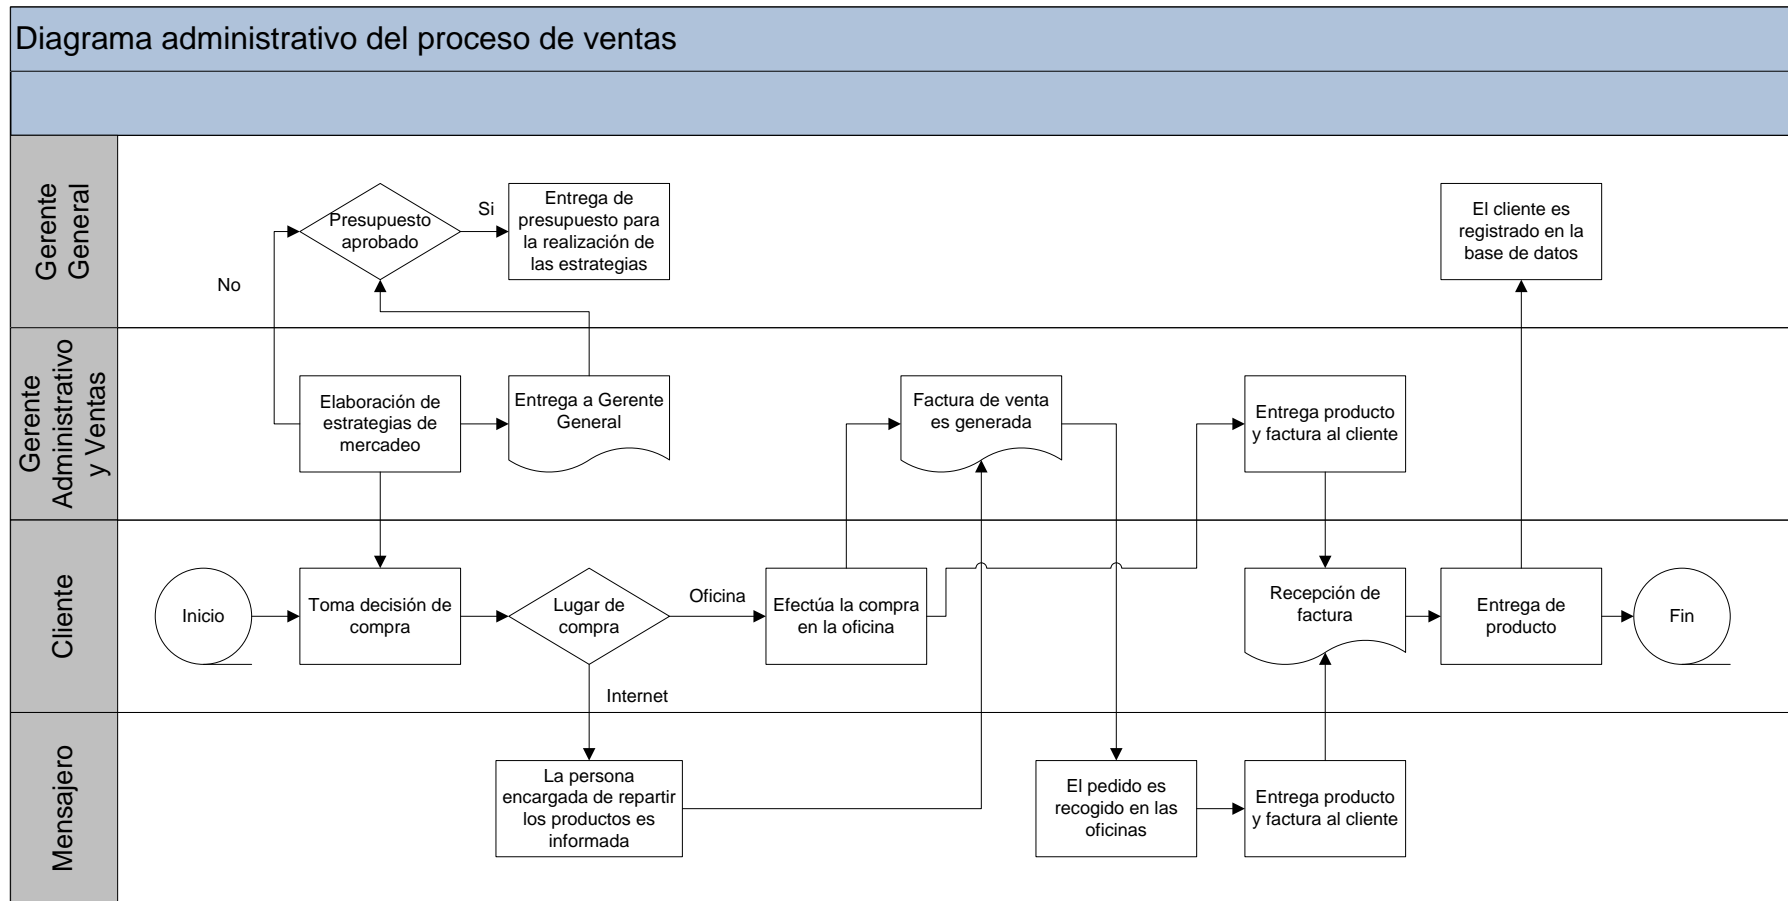 Diagrama administrativo del proceso de ventas
Gerente
General
Presupuesto
aprobado
Si
Entrega de
presupuesto para
la realización de
las estrategias
El cliente es
registrado en la
base de datos
No
Gerente
Administrativo
y Ventas
Elaboración de
estrategias de
mercadeo
Entrega a Gerente
General
Factura de venta
es generada
Entrega producto
y factura al cliente
Cliente
Inicio
Toma decisión de
compra
Lugar de
compra
Oficina
Efectúa la compra
en la oficina
Recepción de
factura
Entrega de
producto
Fin
Internet
Mensajero
La persona
encargada de repartir
los productos es
informada
El pedido es
recogido en las
oficinas
Entrega producto
y factura al cliente